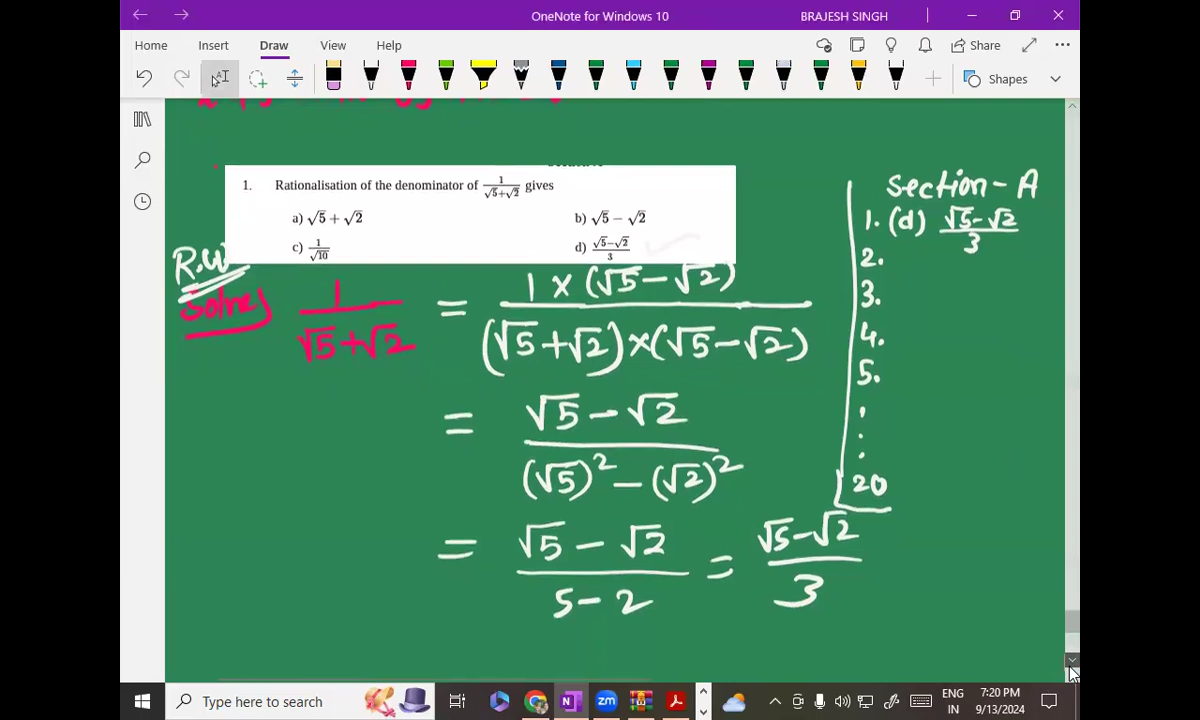 OneNote for Windows 10
BRAJESH SINGH
Home Insert Draw View Help
Share
Shapes
1. Rationalisation of the denominator of 1/(√5+√2) gives
a) √5 + √2
b) √5 − √2
c) 1/√10
d) (√5−√2)/3
R.W
Soln)
1/(√5+√2) = 1 × (√5−√2)/((√5+√2)×(√5−√2))
= (√5−√2)/((√5)² − (√2)²)
= (√5 − √2)/(5−2) = (√5−√2)/3
Section-A
1. (d) (√5−√2)/3
2.
3.
4.
5.
.
.
.
20
Type here to search
ENG
IN
7:20 PM
9/13/2024